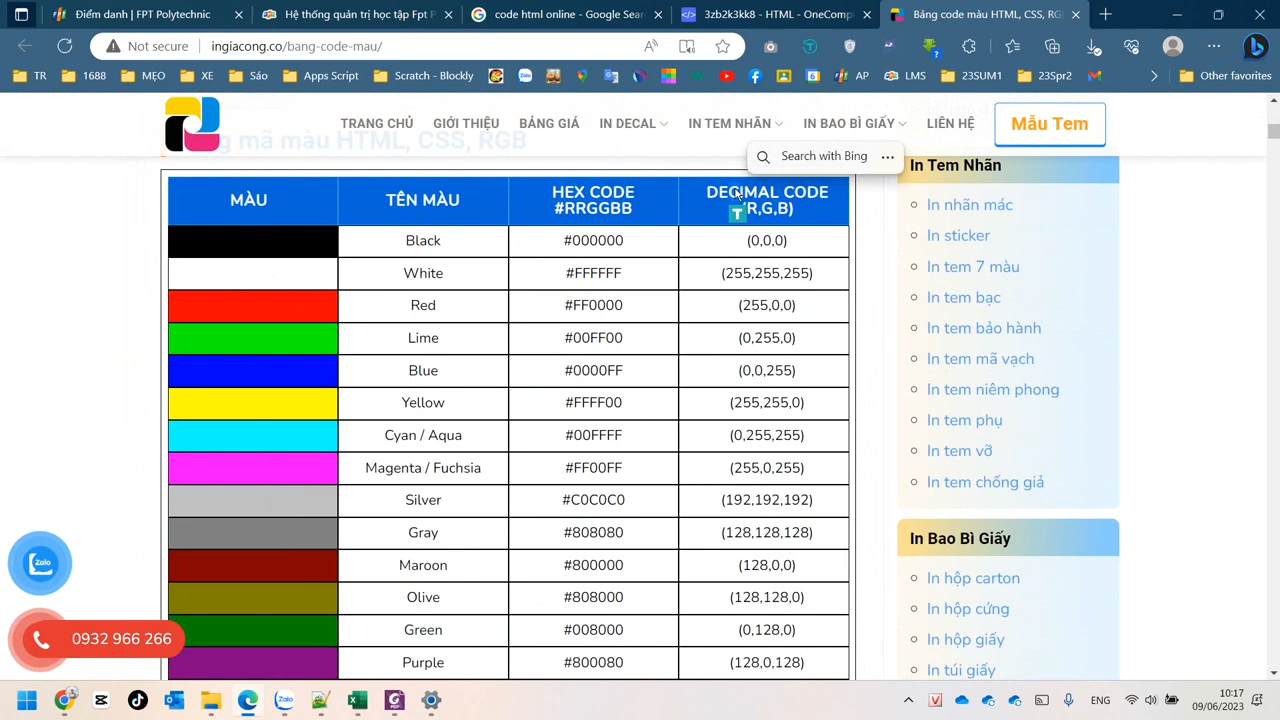 Diễn đàn | FPT Polytechnic
Hệ thống quản trị học tập Fpt P
code html online - Google Sear
3zb2k3kk8 - HTML - OneCompi
Bảng code màu HTML, CSS, RG
Not secure
ingiacong.co/bang-code-mau/
TR
1688
MẸO
XE
Sáo
Apps Script
Scratch - Blockly
AP
LMS
23SUM1
23Spr2
Other favorites
TRANG CHỦ
GIỚI THIỆU
BẢNG GIÁ
IN DECAL
IN TEM NHÃN
IN BAO BÌ GIẤY
LIÊN HỆ
Mẫu Tem
g mã màu HTML, CSS, RGB
Search with Bing
MÀU TÊN MÀU HEX CODE #RRGGBB DECIMAL CODE R,G,B)
Black #000000 (0,0,0)
White #FFFFFF (255,255,255)
Red #FF0000 (255,0,0)
Lime #00FF00 (0,255,0)
Blue #0000FF (0,0,255)
Yellow #FFFF00 (255,255,0)
Cyan / Aqua #00FFFF (0,255,255)
Magenta / Fuchsia #FF00FF (255,0,255)
Silver #C0C0C0 (192,192,192)
Gray #808080 (128,128,128)
Maroon #800000 (128,0,0)
Olive #808000 (128,128,0)
Green #008000 (0,128,0)
Purple #800080 (128,0,128)
In Tem Nhãn
In nhãn mác
In sticker
In tem 7 màu
In tem bạc
In tem bảo hành
In tem mã vạch
In tem niêm phong
In tem phụ
In tem vỡ
In tem chống giả
In Bao Bì Giấy
In hộp carton
In hộp cứng
In hộp giấy
In túi giấy
Zalo
0932 966 266
ENG
10:17
09/06/2023